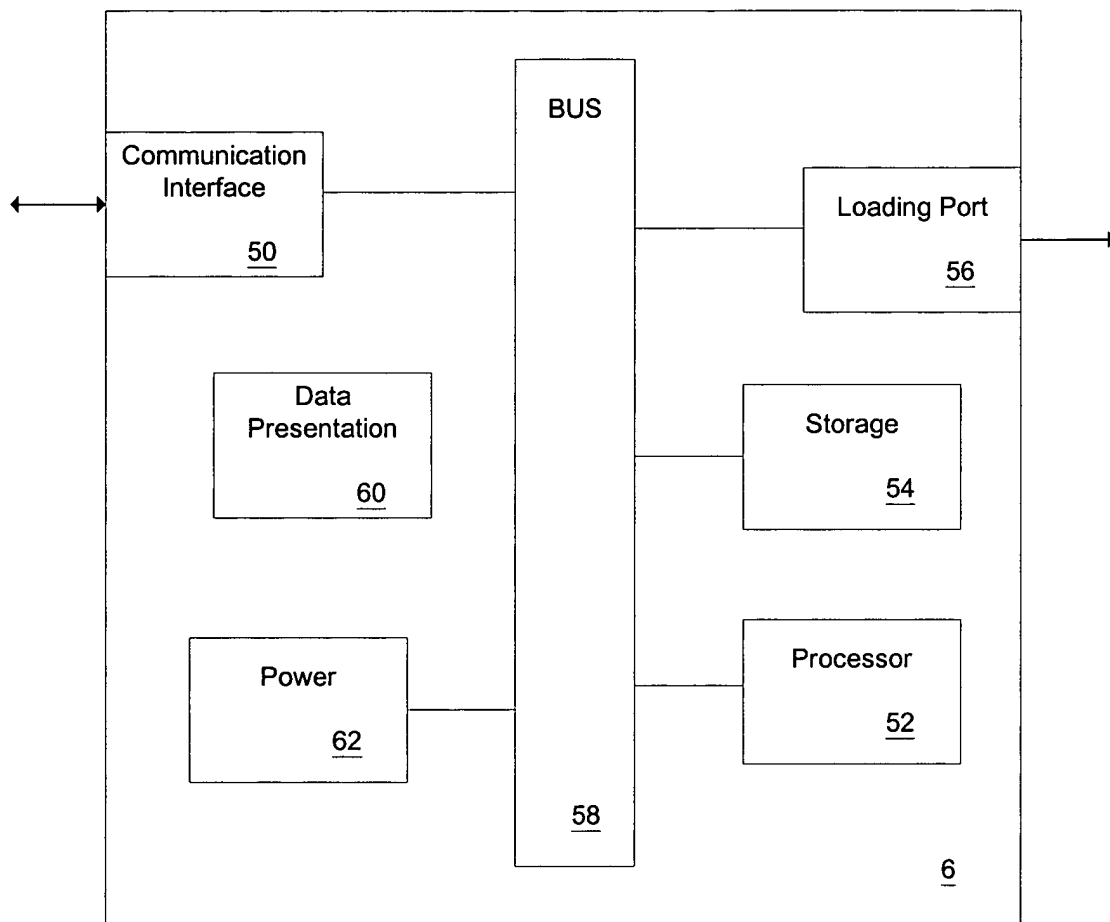 BUS
Communication
Interface
50
Loading Port
56
Data
Presentation
60
Storage
54
Power
62
Processor
52
58
6